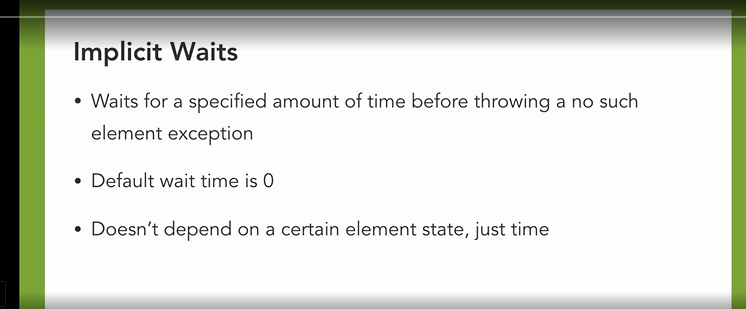 Implicit Waits
• Waits for a specified amount of time before throwing a no such
element exception
• Default wait time is 0
• Doesn’t depend on a certain element state, just time